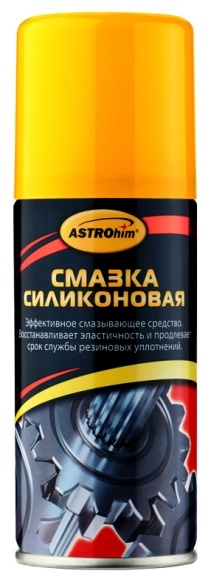 ASTROhim®
СМАЗКА
СИЛИКОНОВАЯ
Эффективное смазывающее средство.
Восстанавливает эластичность и продлевает
срок службы резиновых уплотнений.